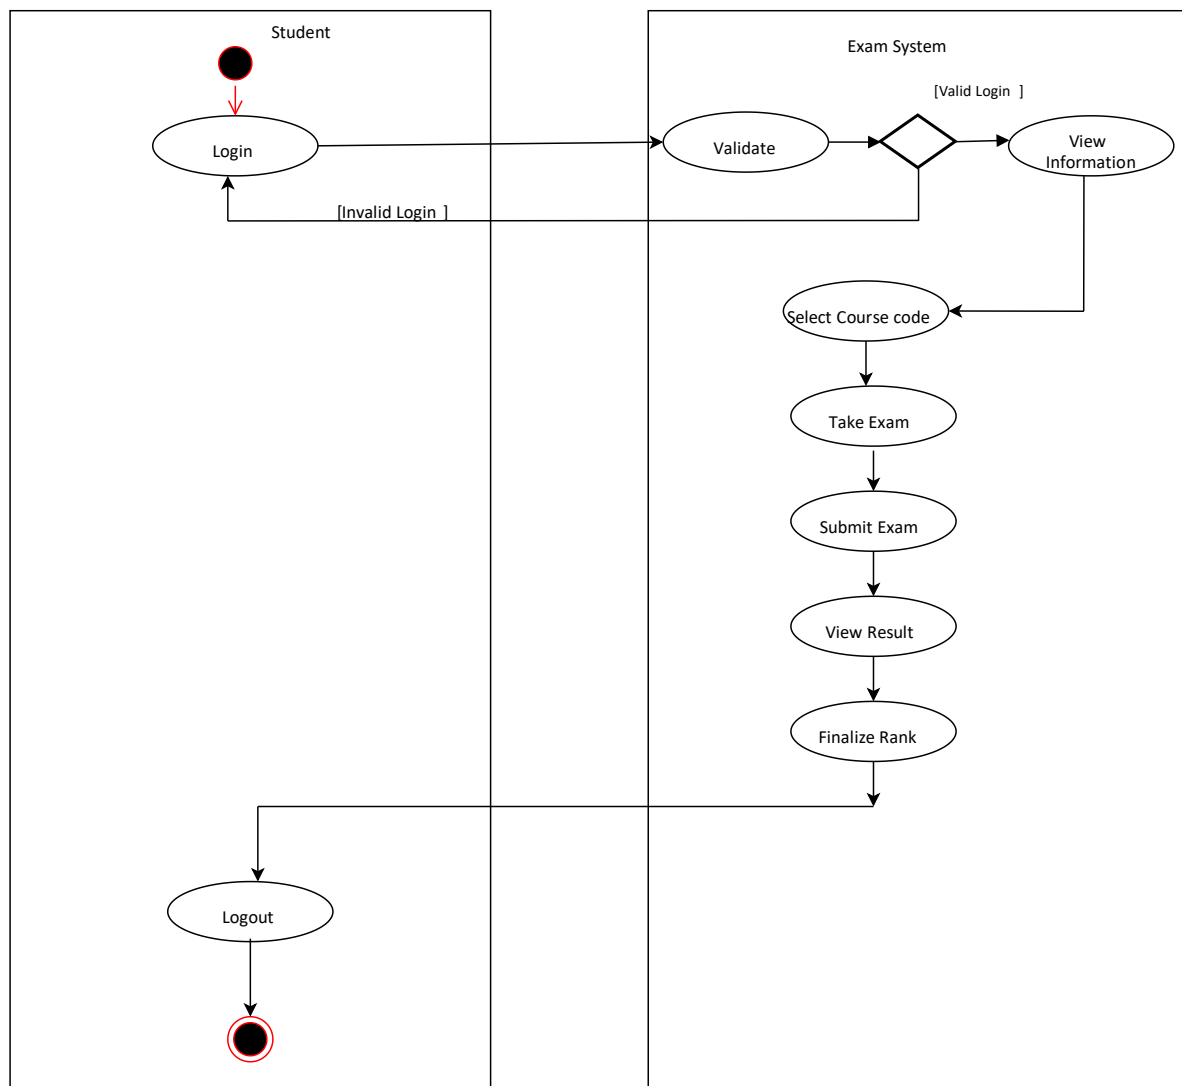 Student
Exam System
[Valid Login ]
Login
Validate
View
Information
[Invalid Login ]
Select Course code
Take Exam
Submit Exam
View Result
Finalize Rank
Logout